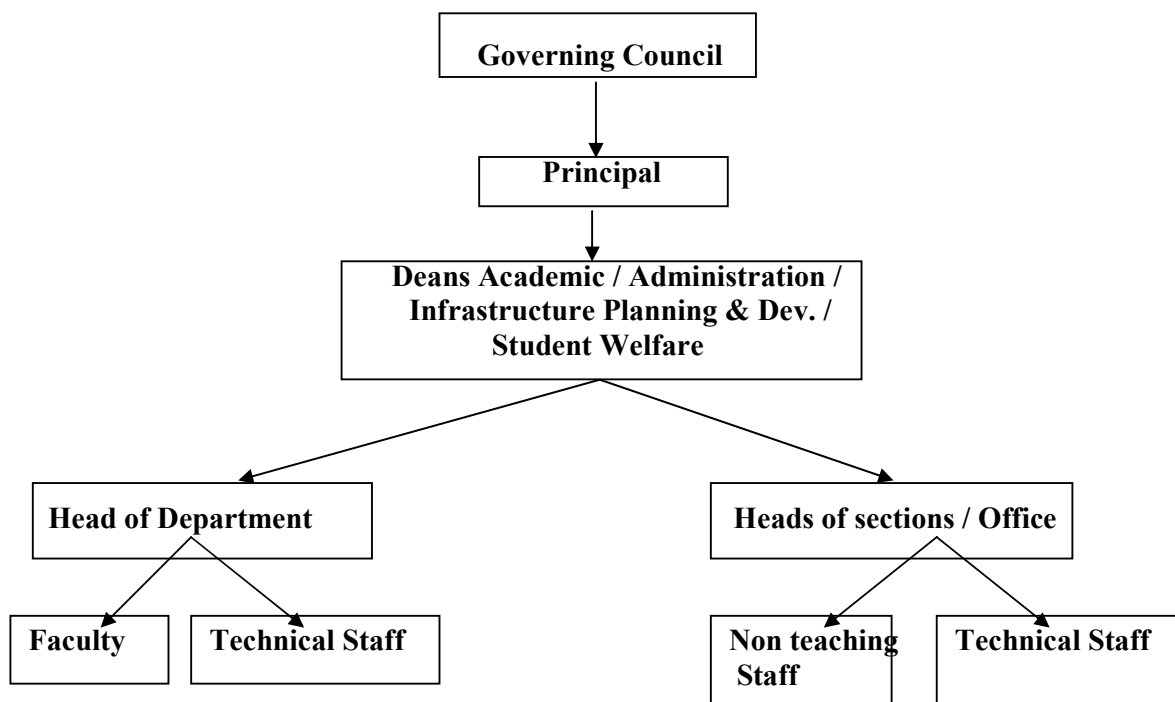 Governing Council
Principal
Deans Academic / Administration /
Infrastructure Planning & Dev. /
Student Welfare
Head of Department
Heads of sections / Office
Faculty
Technical Staff
Non teaching
Staff
Technical Staff